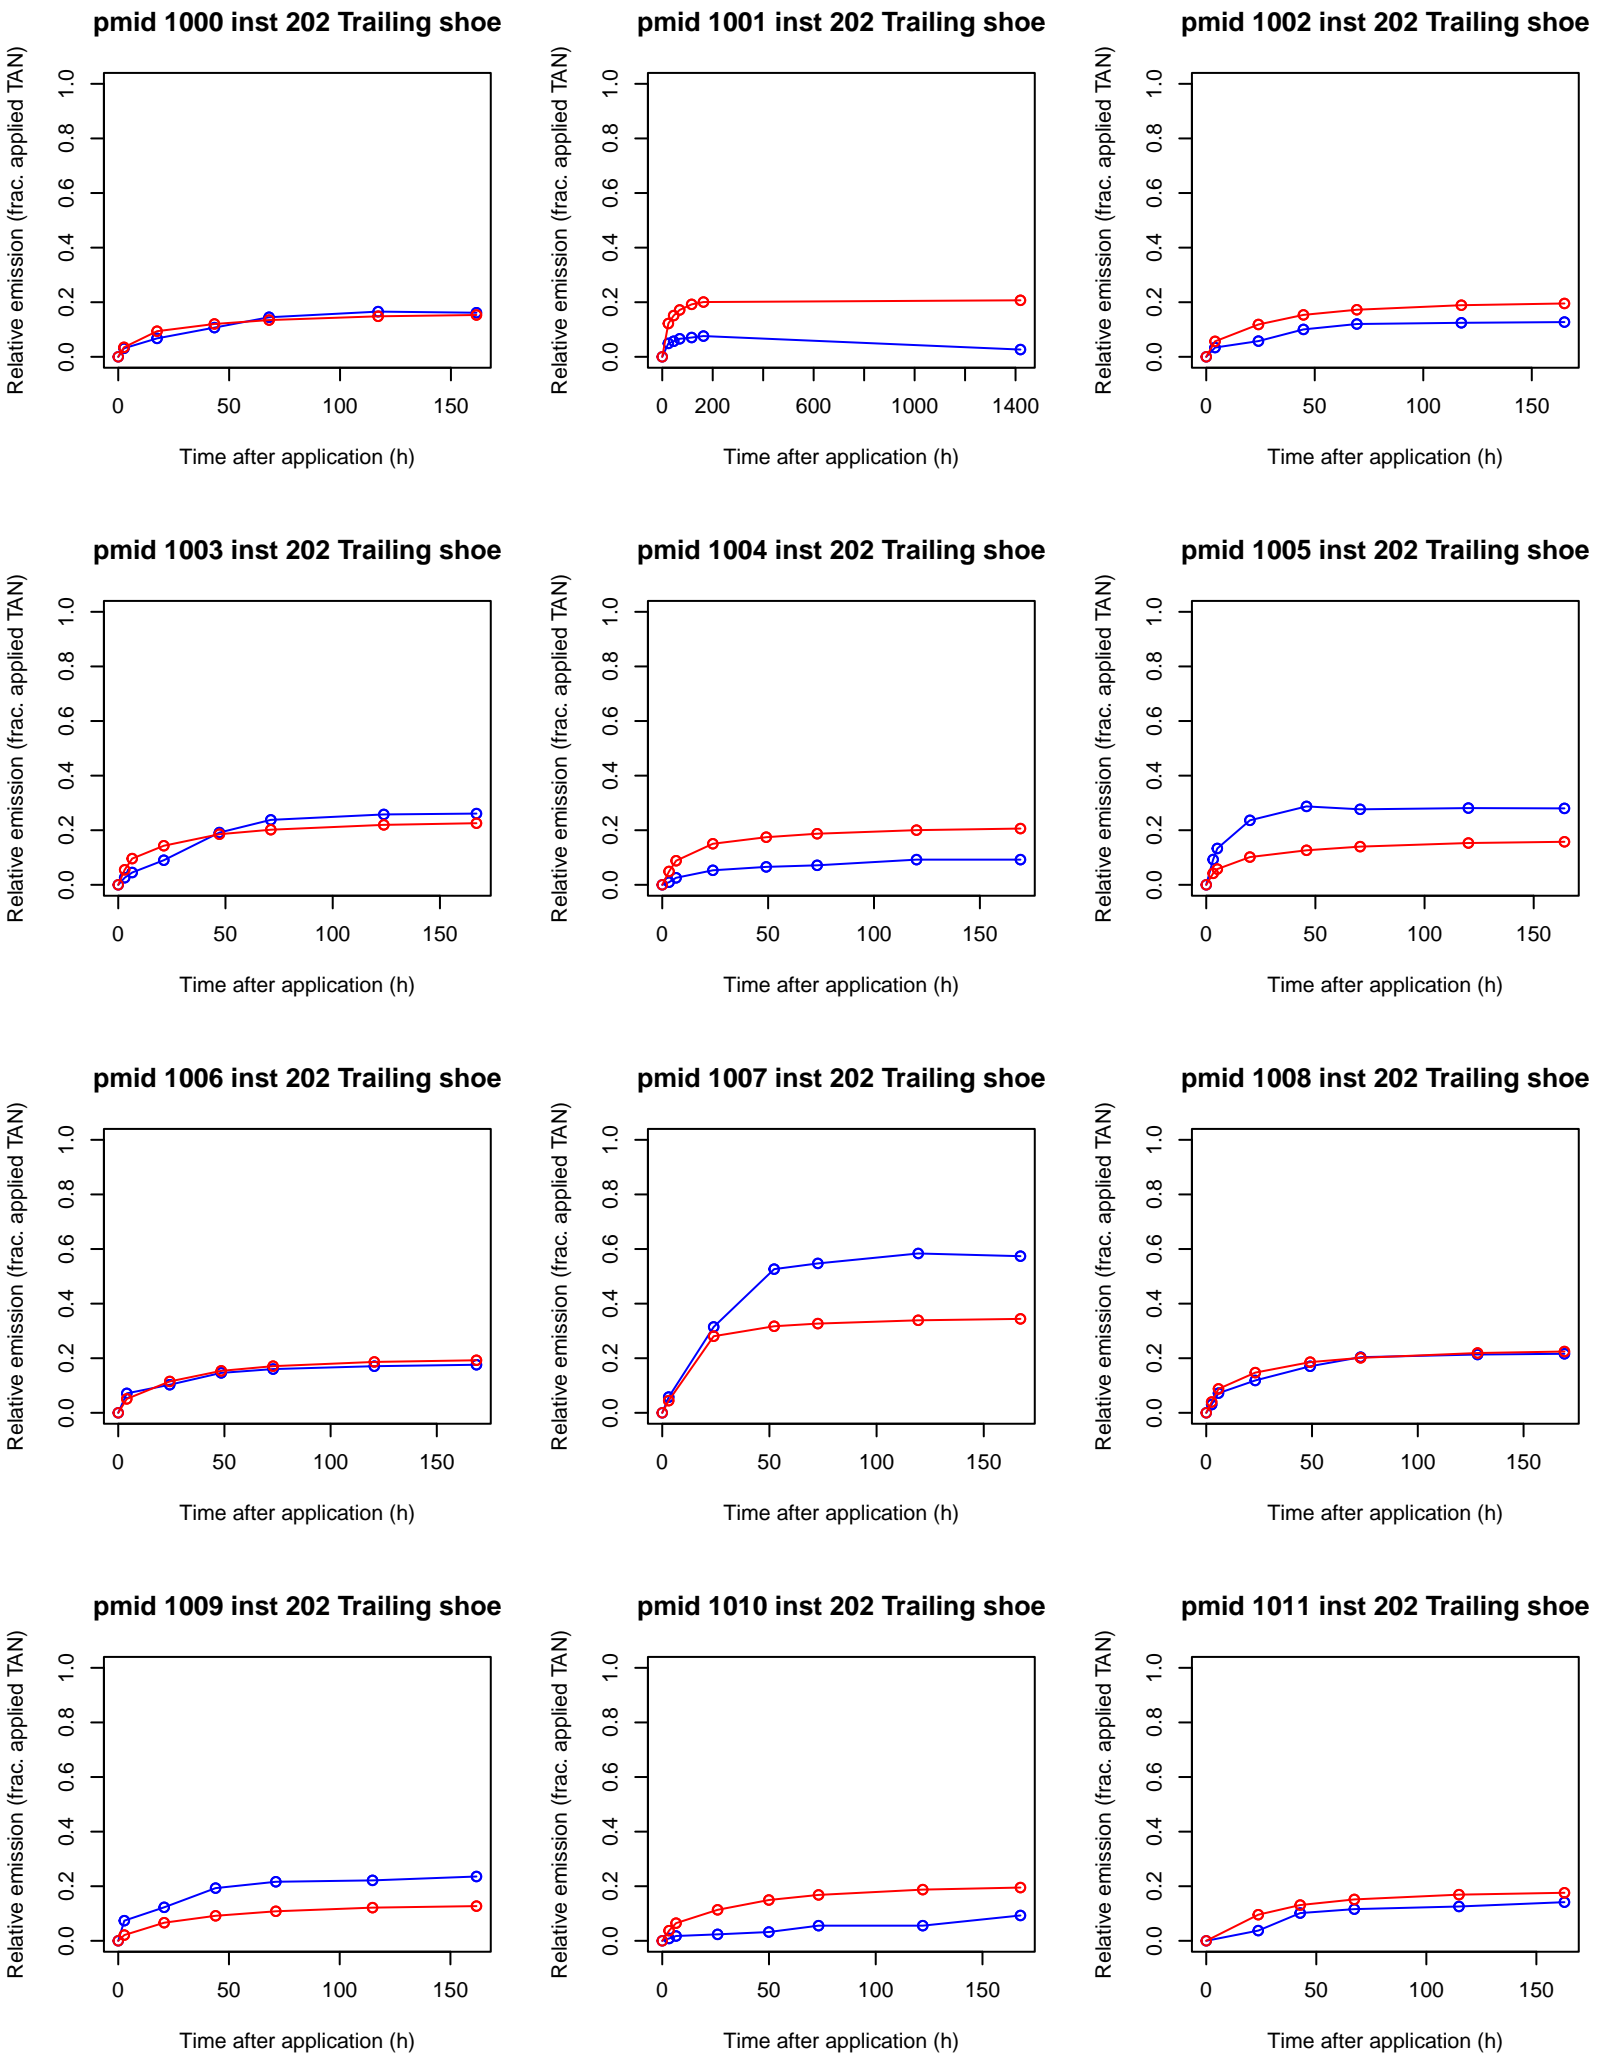 pmid 1000 inst 202 Trailing shoe
Relative emission (frac. applied TAN)
1.0
0.8
0.6
0.4
0.2
0.0
0 50 100 150
Time after application (h)
pmid 1001 inst 202 Trailing shoe
Relative emission (frac. applied TAN)
1.0
0.8
0.6
0.4
0.2
0.0
0 200 600 1000 1400
Time after application (h)
pmid 1002 inst 202 Trailing shoe
Relative emission (frac. applied TAN)
1.0
0.8
0.6
0.4
0.2
0.0
0 50 100 150
Time after application (h)
pmid 1003 inst 202 Trailing shoe
Relative emission (frac. applied TAN)
1.0
0.8
0.6
0.4
0.2
0.0
0 50 100 150
Time after application (h)
pmid 1004 inst 202 Trailing shoe
Relative emission (frac. applied TAN)
1.0
0.8
0.6
0.4
0.2
0.0
0 50 100 150
Time after application (h)
pmid 1005 inst 202 Trailing shoe
Relative emission (frac. applied TAN)
1.0
0.8
0.6
0.4
0.2
0.0
0 50 100 150
Time after application (h)
pmid 1006 inst 202 Trailing shoe
Relative emission (frac. applied TAN)
1.0
0.8
0.6
0.4
0.2
0.0
0 50 100 150
Time after application (h)
pmid 1007 inst 202 Trailing shoe
Relative emission (frac. applied TAN)
1.0
0.8
0.6
0.4
0.2
0.0
0 50 100 150
Time after application (h)
pmid 1008 inst 202 Trailing shoe
Relative emission (frac. applied TAN)
1.0
0.8
0.6
0.4
0.2
0.0
0 50 100 150
Time after application (h)
pmid 1009 inst 202 Trailing shoe
Relative emission (frac. applied TAN)
1.0
0.8
0.6
0.4
0.2
0.0
0 50 100 150
Time after application (h)
pmid 1010 inst 202 Trailing shoe
Relative emission (frac. applied TAN)
1.0
0.8
0.6
0.4
0.2
0.0
0 50 100 150
Time after application (h)
pmid 1011 inst 202 Trailing shoe
Relative emission (frac. applied TAN)
1.0
0.8
0.6
0.4
0.2
0.0
0 50 100 150
Time after application (h)